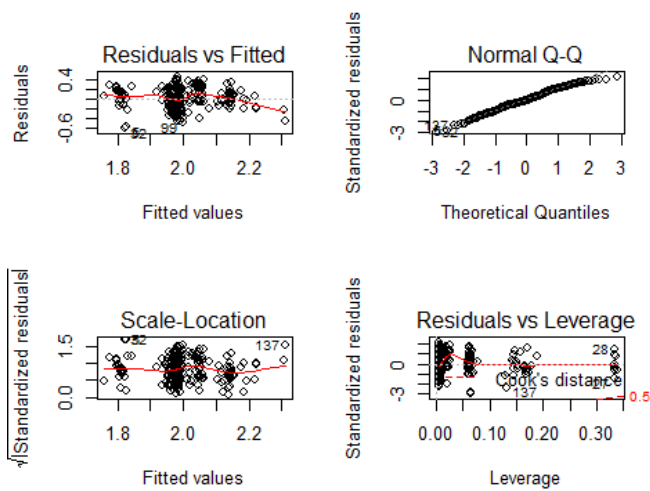 Residuals vs Fitted
Residuals
0.4
-0.6
99
52
1.8 2.0 2.2
Fitted values
Normal Q-Q
Standardized residuals
0
-3
-3 -2 -1 0 1 2 3
Theoretical Quantiles
Scale-Location
√|Standardized residuals|
1.5
0.0
137
1.8 2.0 2.2
Fitted values
Residuals vs Leverage
Standardized residuals
0
-3
28
Cook's distance
137
0.5
0.00 0.10 0.20 0.30
Leverage